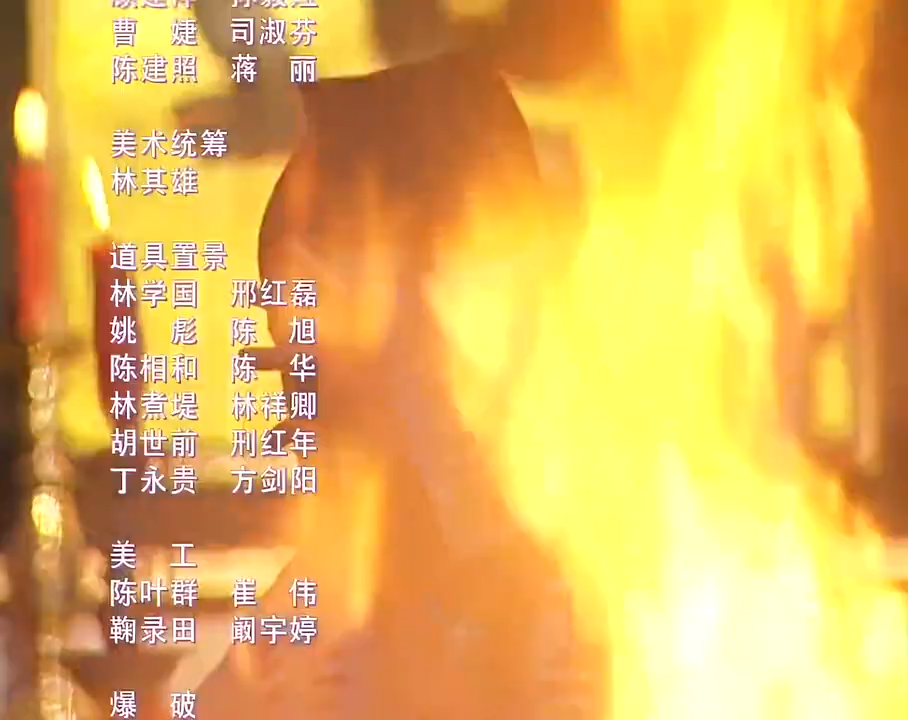 曹　婕　司淑芬
陈建照　蒋　丽
美术统筹
林其雄
道具置景
林学国　邢红磊
姚　彪　陈　旭
陈相和　陈　华
林煮堤　林祥卿
胡世前　刑红年
丁永贵　方剑阳
美　工
陈叶群　崔　伟
鞠录田　阚宇婷
爆　破